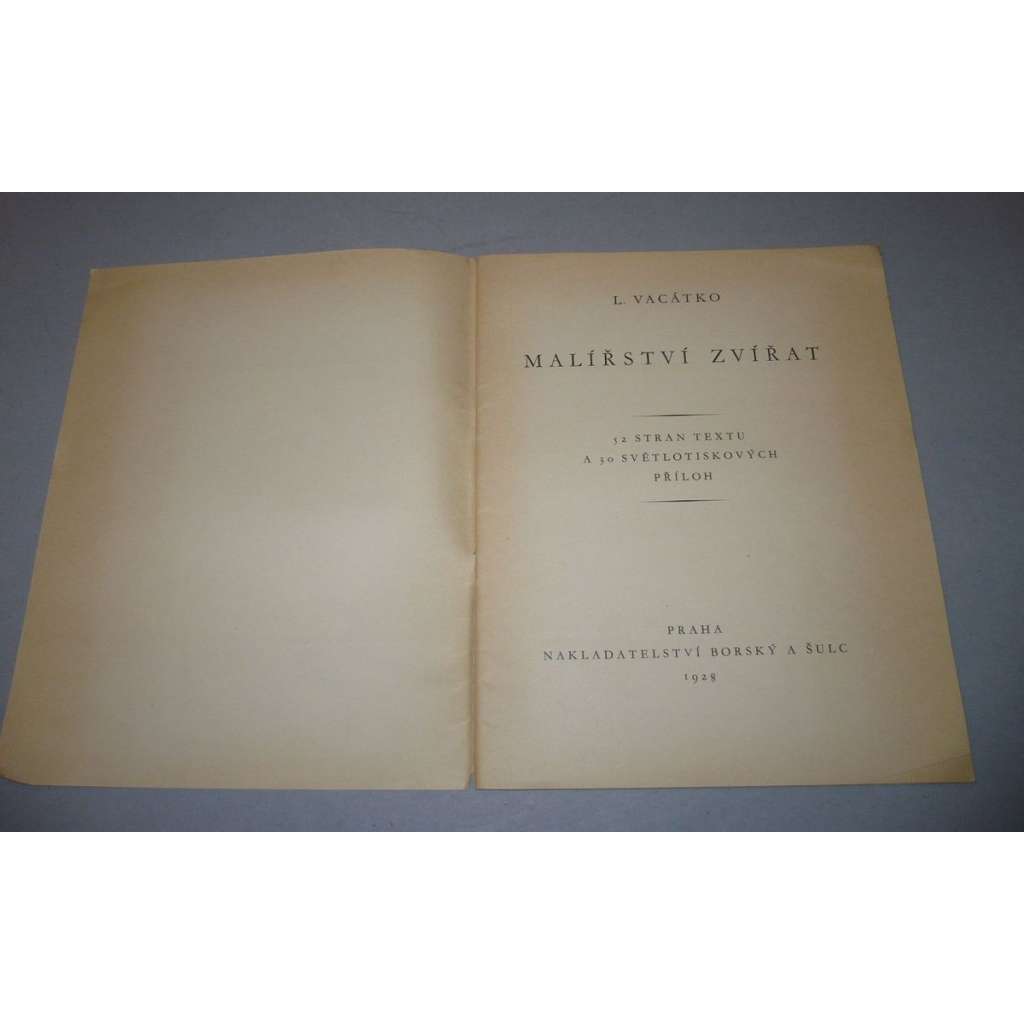 L. VACÁTKO
MALÍŘSTVÍ ZVÍŘAT
52 STRAN TEXTU
A 30 SVĚTLOTISKOVÝCH
PŘÍLOH
PRAHA
NAKLADATELSTVÍ BORSKÝ A ŠULC
1928